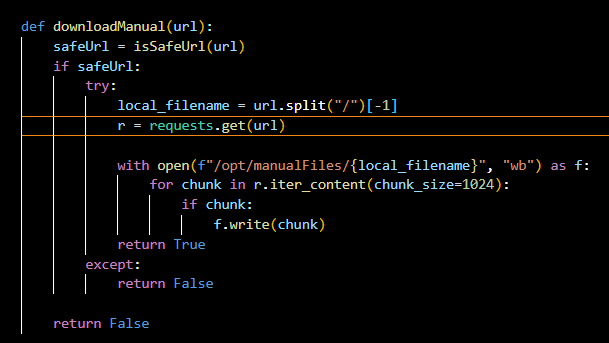 def downloadManual(url):
    safeUrl = isSafeUrl(url)
    if safeUrl:
        try:
            local_filename = url.split("/")[-1]
            r = requests.get(url)
            with open(f"/opt/manualFiles/{local_filename}", "wb") as f:
                for chunk in r.iter_content(chunk_size=1024):
                    if chunk:
                        f.write(chunk)
            return True
        except:
            return False
    return False